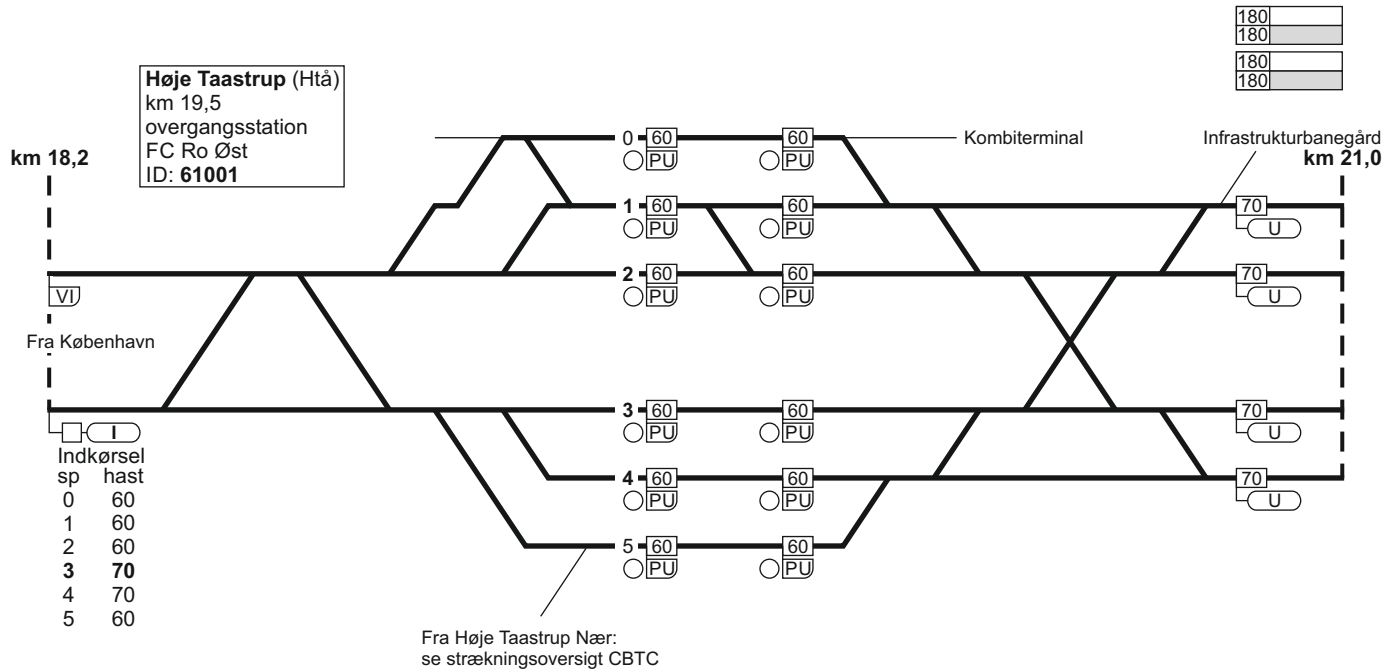 180
180
180
180
Høje Taastrup (Htå)
km 19,5
overgangsstation
FC Ro Øst
ID: 61001
km 18,2
0 60 60
PU PU
Kombiterminal
Infrastrukturbanegård
km 21,0
1 60 60 70
PU PU U
2 60 60 70
VI PU PU U
Fra København
3 60 60 70
I PU PU U
Indkørsel
sp hast
0 60
1 60
2 60
3 70
4 70
5 60
4 60 60 70
PU PU U
5 60 60
PU PU
Fra Høje Taastrup Nær:
se strækningsoversigt CBTC